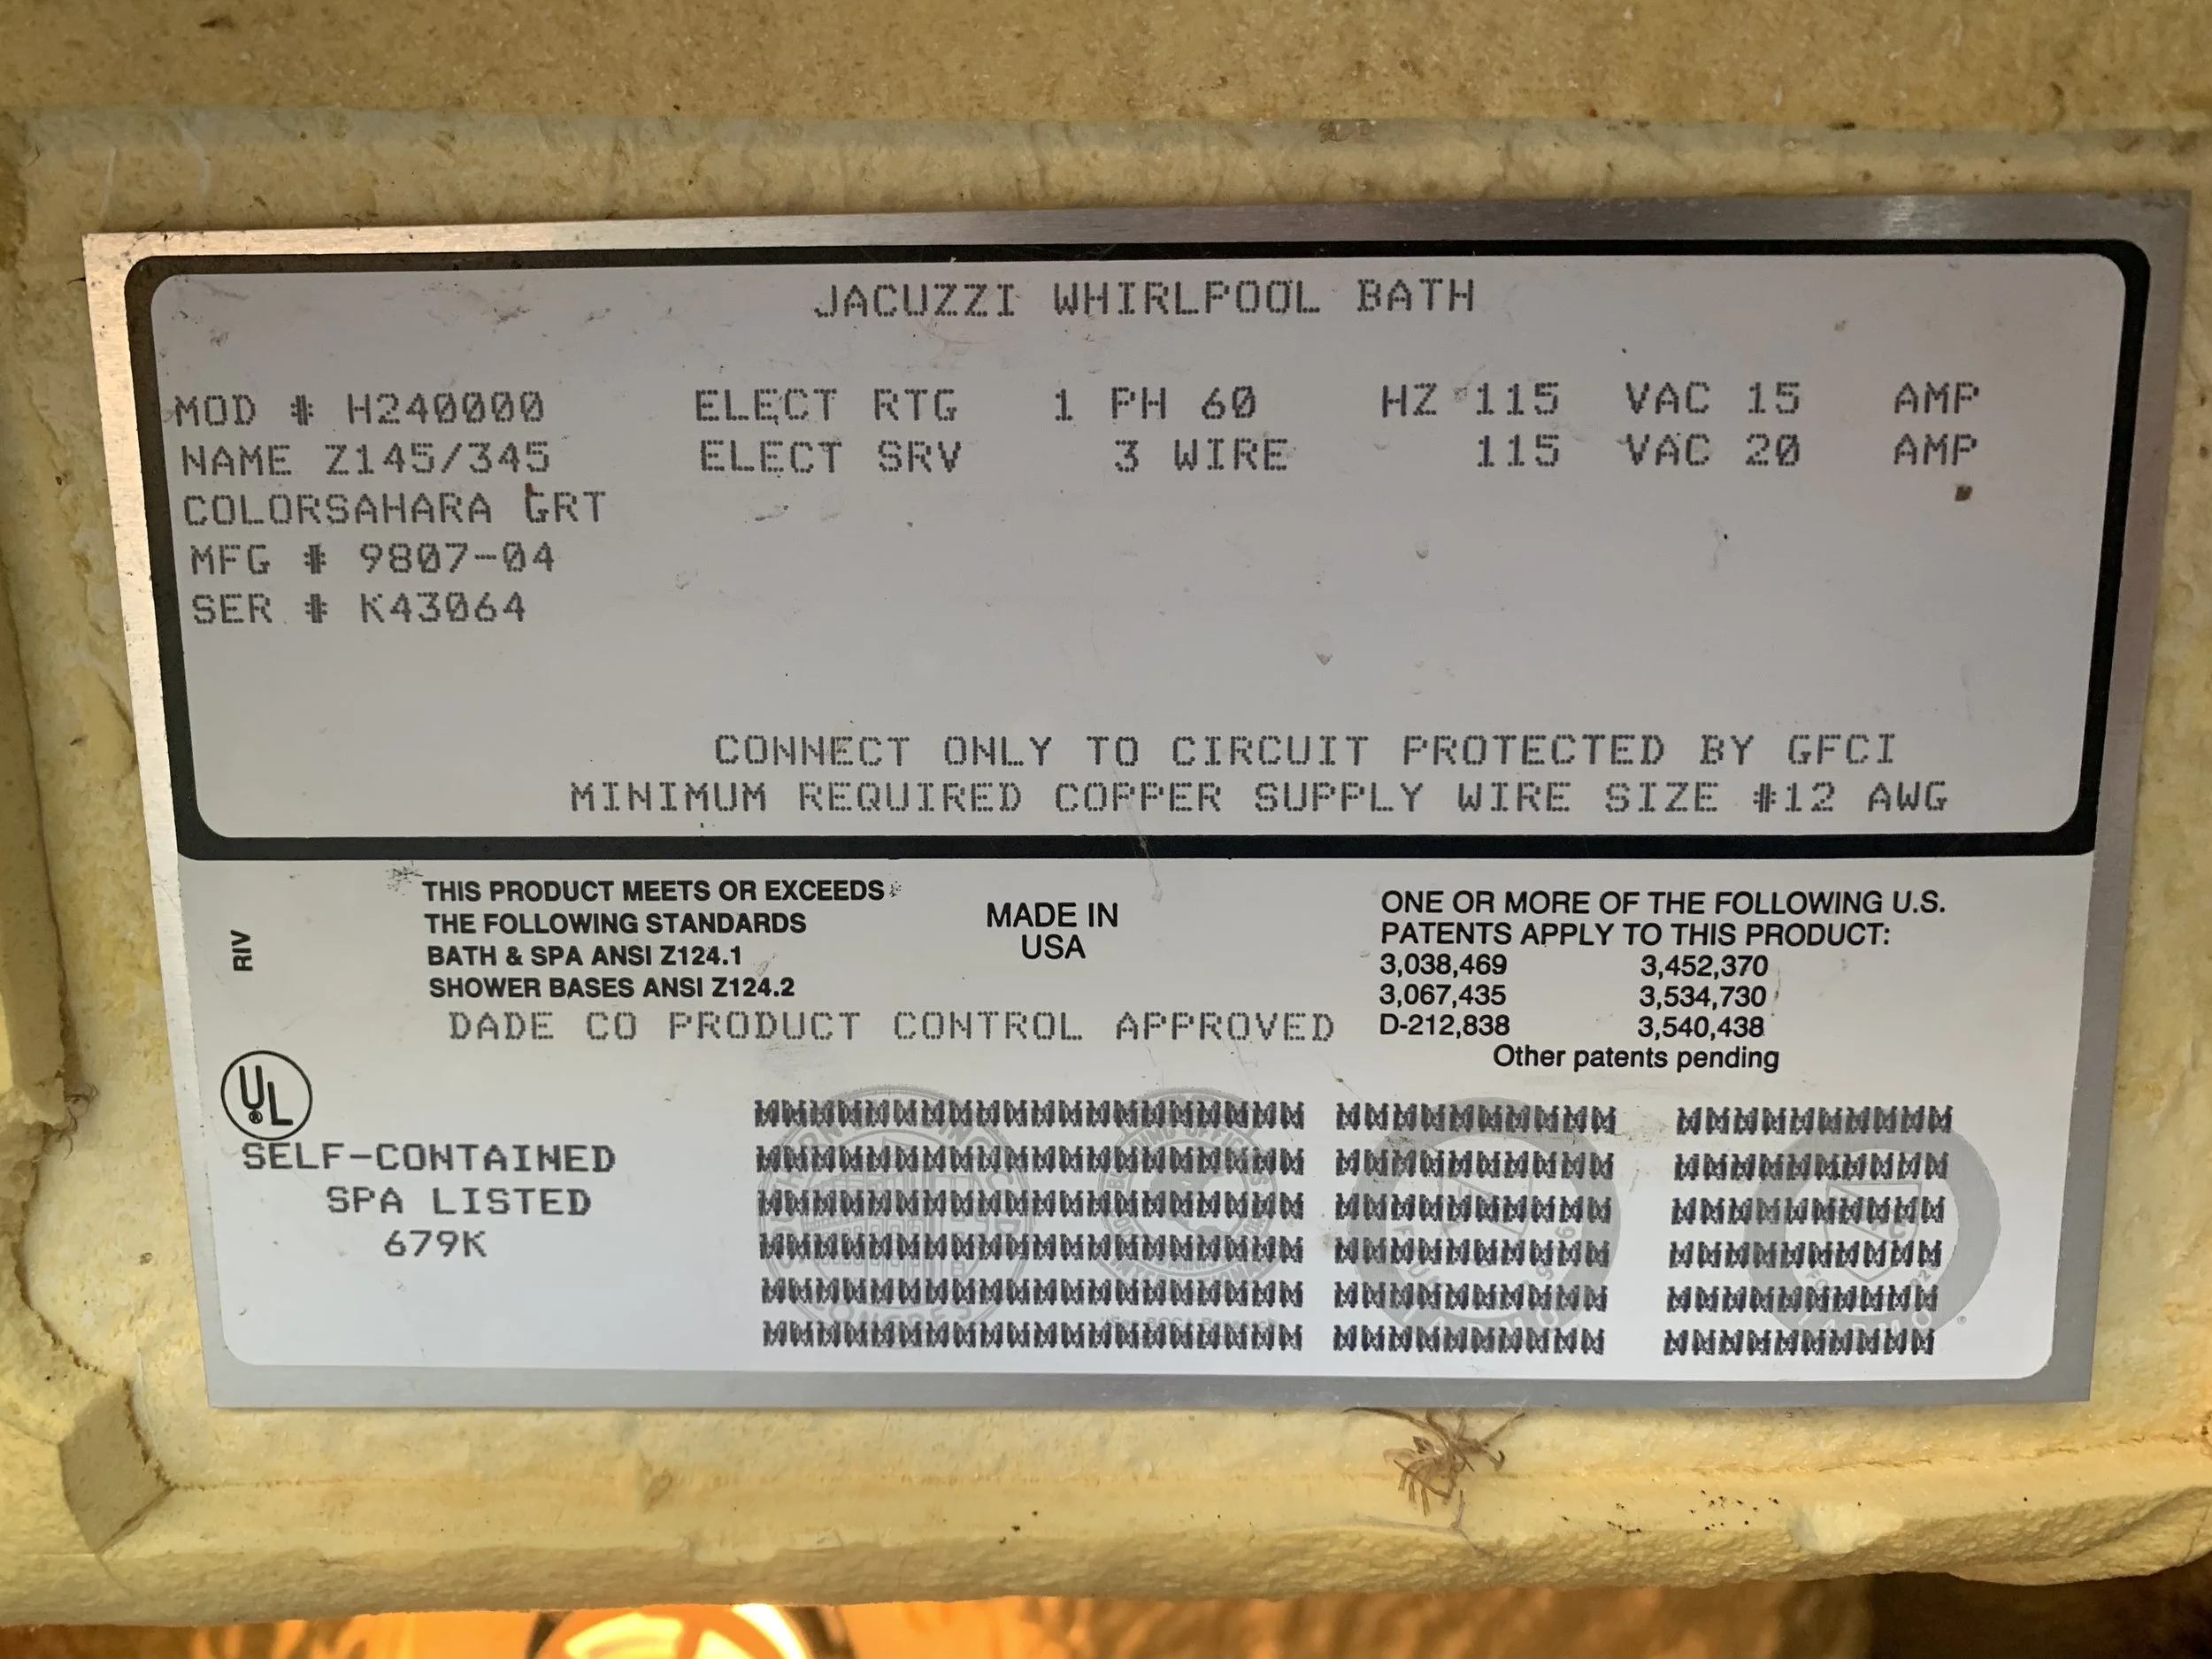 JACUZZI WHIRLPOOL BATH
MOD # H240000 ELECT RTG 1 PH 60 HZ 115 VAC 15 AMP
NAME Z145/345 ELECT SRV 3 WIRE 115 VAC 20 AMP
COLORSAHARA GRT
MFG # 9807-04
SER # K43064
CONNECT ONLY TO CIRCUIT PROTECTED BY GFCI
MINIMUM REQUIRED COPPER SUPPLY WIRE SIZE #12 AWG
RIV
THIS PRODUCT MEETS OR EXCEEDS
THE FOLLOWING STANDARDS
BATH & SPA ANSI Z124.1
SHOWER BASES ANSI Z124.2
MADE IN
USA
ONE OR MORE OF THE FOLLOWING U.S.
PATENTS APPLY TO THIS PRODUCT:
3,038,469 3,452,370
3,067,435 3,534,730
D-212,838 3,540,438
Other patents pending
DADE CO PRODUCT CONTROL APPROVED
UL ®
SELF-CONTAINED
SPA LISTED
679K